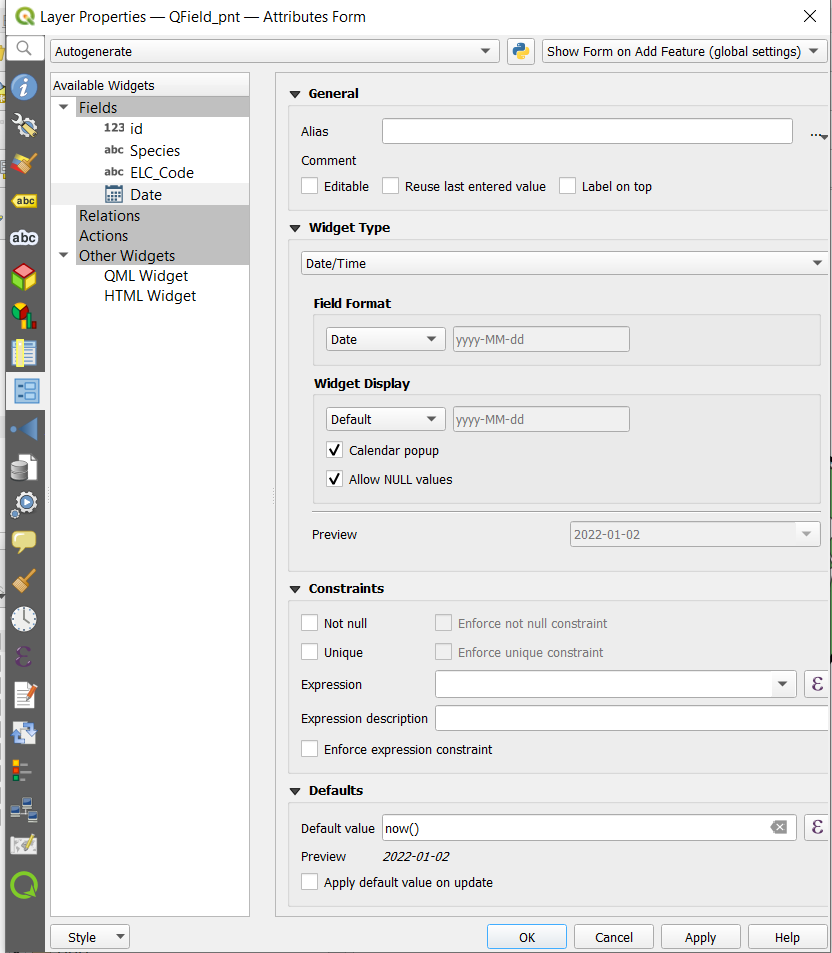 Layer Properties — QField_pnt — Attributes Form
Autogenerate
Show Form on Add Feature (global settings)
Available Widgets
Fields
123 id
abc Species
abc ELC_Code
Date
Relations
Actions
Other Widgets
QML Widget
HTML Widget
General
Alias
...
Comment
Editable
Reuse last entered value
Label on top
Widget Type
Date/Time
Field Format
Date
yyyy-MM-dd
Widget Display
Default
yyyy-MM-dd
Calendar popup
Allow NULL values
Preview
2022-01-02
Constraints
Not null
Enforce not null constraint
Unique
Enforce unique constraint
Expression
ε
Expression description
Enforce expression constraint
Defaults
Default value
now()
ε
Preview
2022-01-02
Apply default value on update
abc
abc
Style
OK
Cancel
Apply
Help